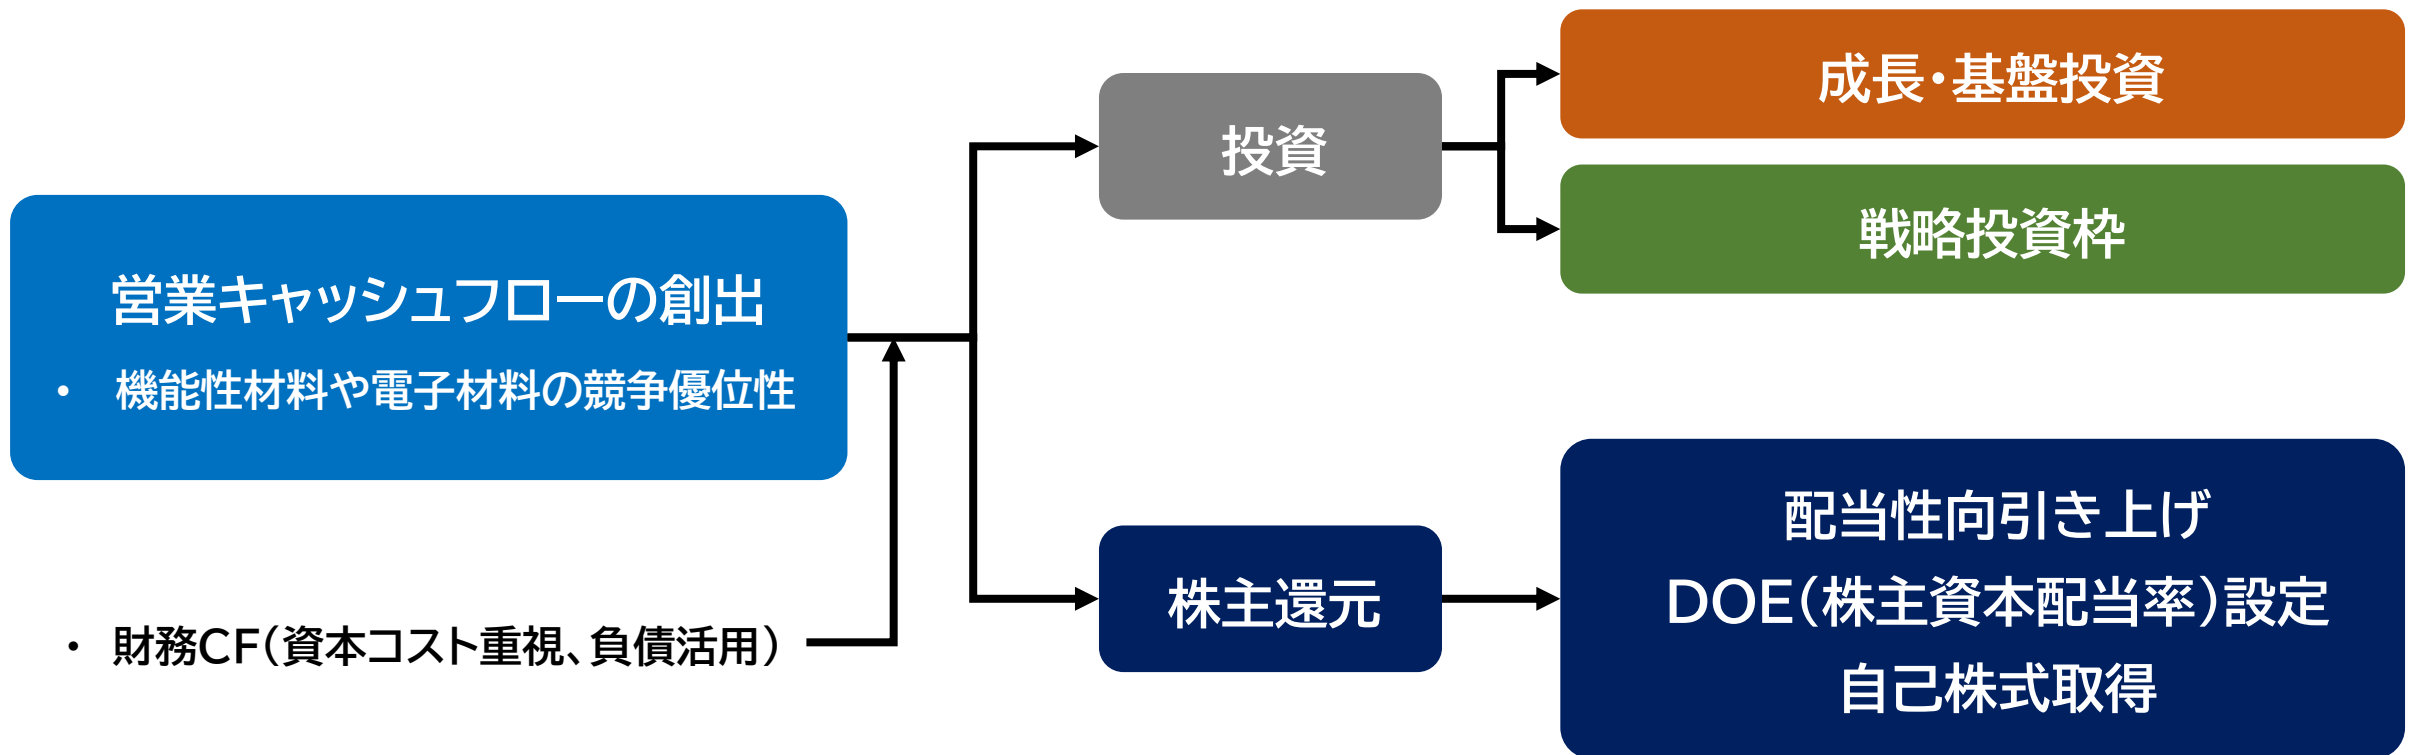 営業キャッシュフローの創出
• 機能性材料や電子材料の競争優位性
• 財務CF（資本コスト重視、負債活用）
投資
成長・基盤投資
戦略投資枠
株主還元
配当性向引き上げ
DOE（株主資本配当率）設定
自己株式取得